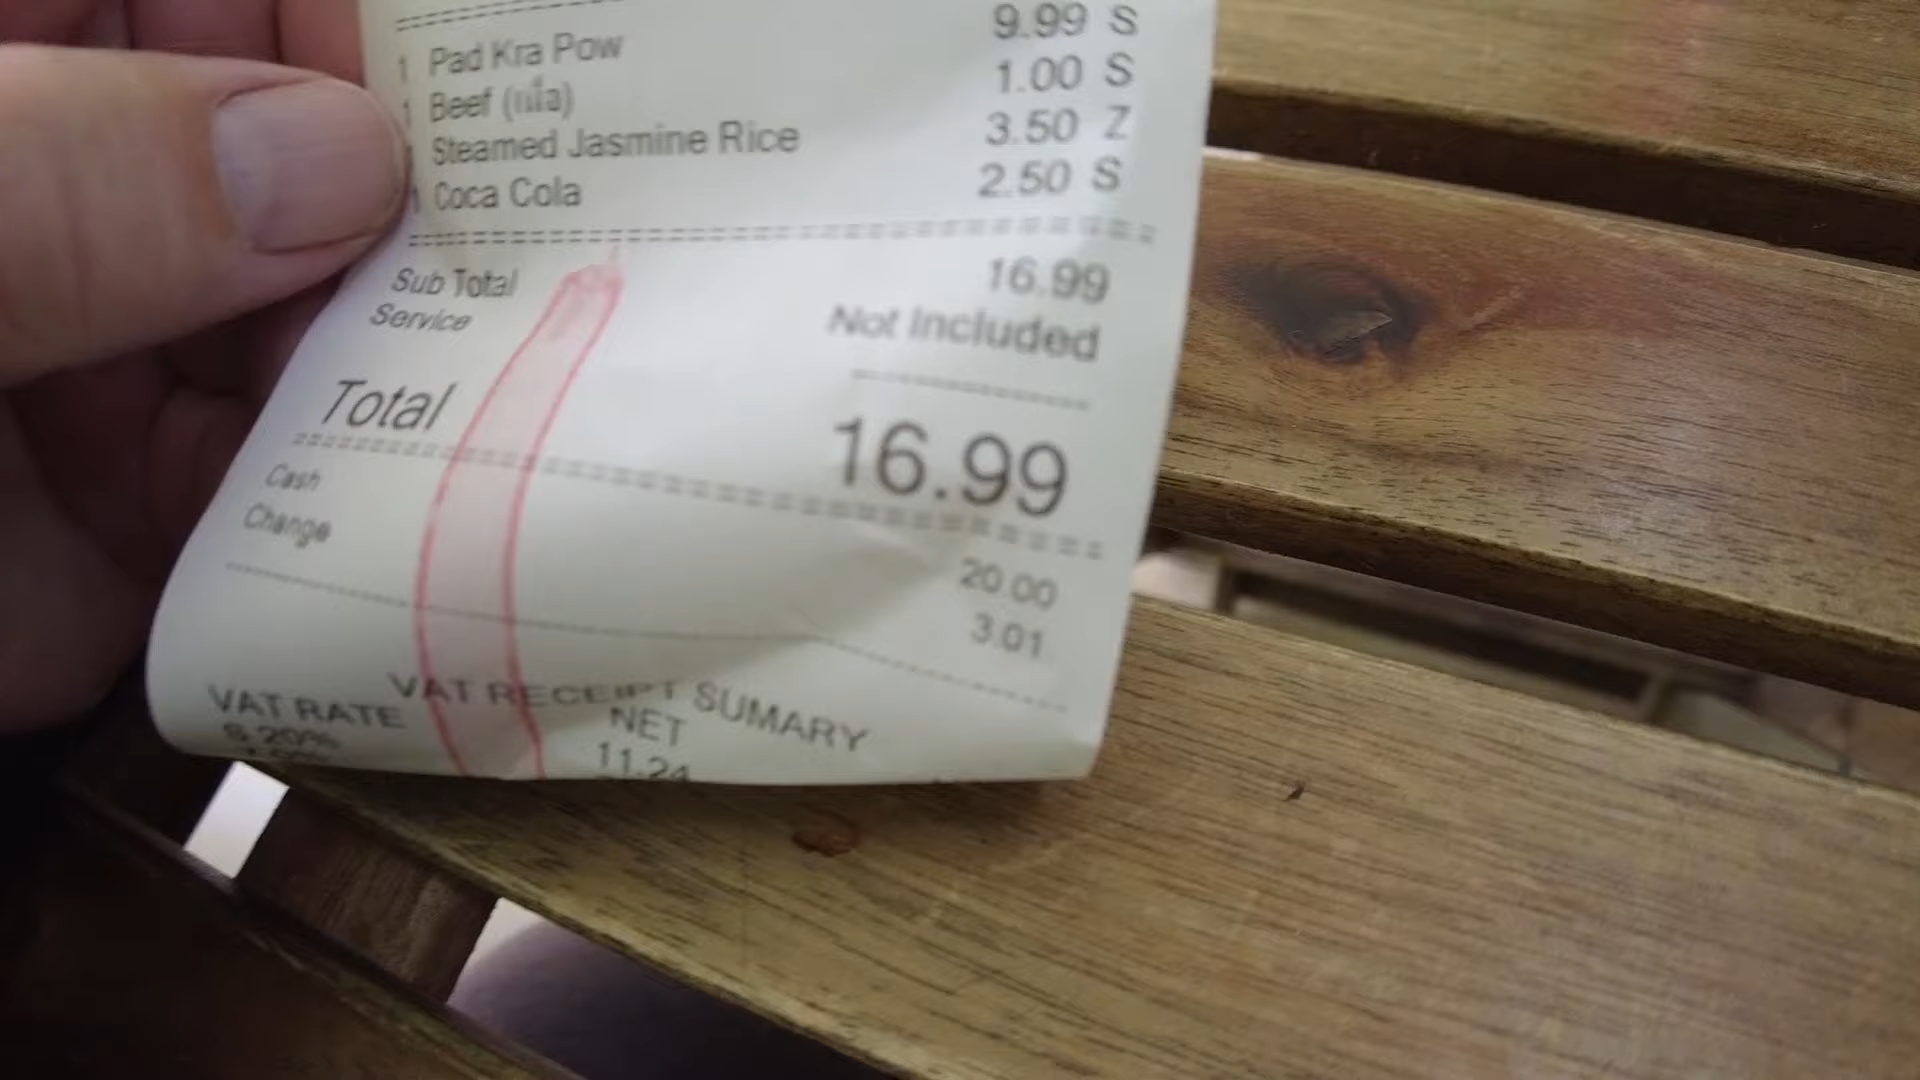 9.99 S
1 Pad Kra Pow 1.00 S
1 Beef (เนื้อ) 3.50 Z
Steamed Jasmine Rice 2.50 S
1 Coca Cola
Sub Total 16.99
Service Not Included
Total 16.99
Cash 20.00
Change 3.01
VAT RECEIPT SUMARY
VAT RATE NET
S 20% 11.24